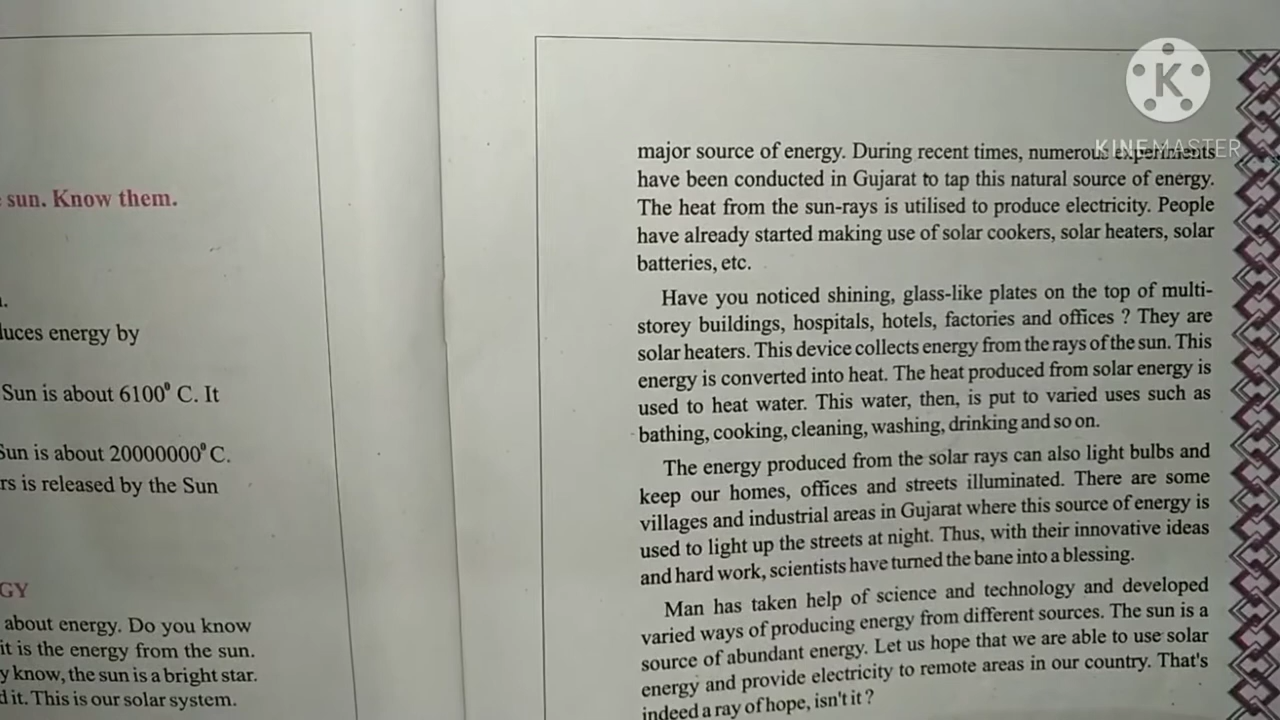 sun. Know them.
duces energy by
Sun is about 6100⁰ C. It
Sun is about 20000000⁰ C.
rs is released by the Sun
GY
about energy. Do you know
it is the energy from the sun.
y know, the sun is a bright star.
d it. This is our solar system.
major source of energy. During recent times, numerous experiments
have been conducted in Gujarat to tap this natural source of energy.
The heat from the sun-rays is utilised to produce electricity. People
have already started making use of solar cookers, solar heaters, solar
batteries, etc.
Have you noticed shining, glass-like plates on the top of multi-
storey buildings, hospitals, hotels, factories and offices ? They are
solar heaters. This device collects energy from the rays of the sun. This
energy is converted into heat. The heat produced from solar energy is
used to heat water. This water, then, is put to varied uses such as
bathing, cooking, cleaning, washing, drinking and so on.
The energy produced from the solar rays can also light bulbs and
keep our homes, offices and streets illuminated. There are some
villages and industrial areas in Gujarat where this source of energy is
used to light up the streets at night. Thus, with their innovative ideas
and hard work, scientists have turned the bane into a blessing.
Man has taken help of science and technology and developed
varied ways of producing energy from different sources. The sun is a
source of abundant energy. Let us hope that we are able to use solar
energy and provide electricity to remote areas in our country. That's
indeed a ray of hope, isn't it ?
K
KINEMASTER